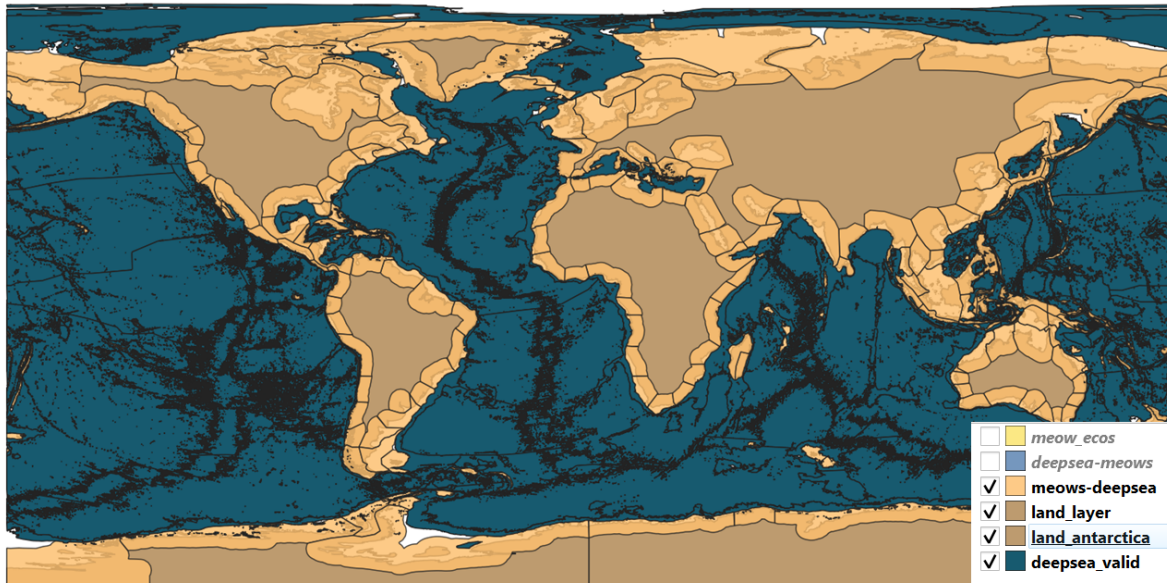 meow_ecos
deepsea-meows
meows-deepsea
land_layer
land_antarctica
deepsea_valid